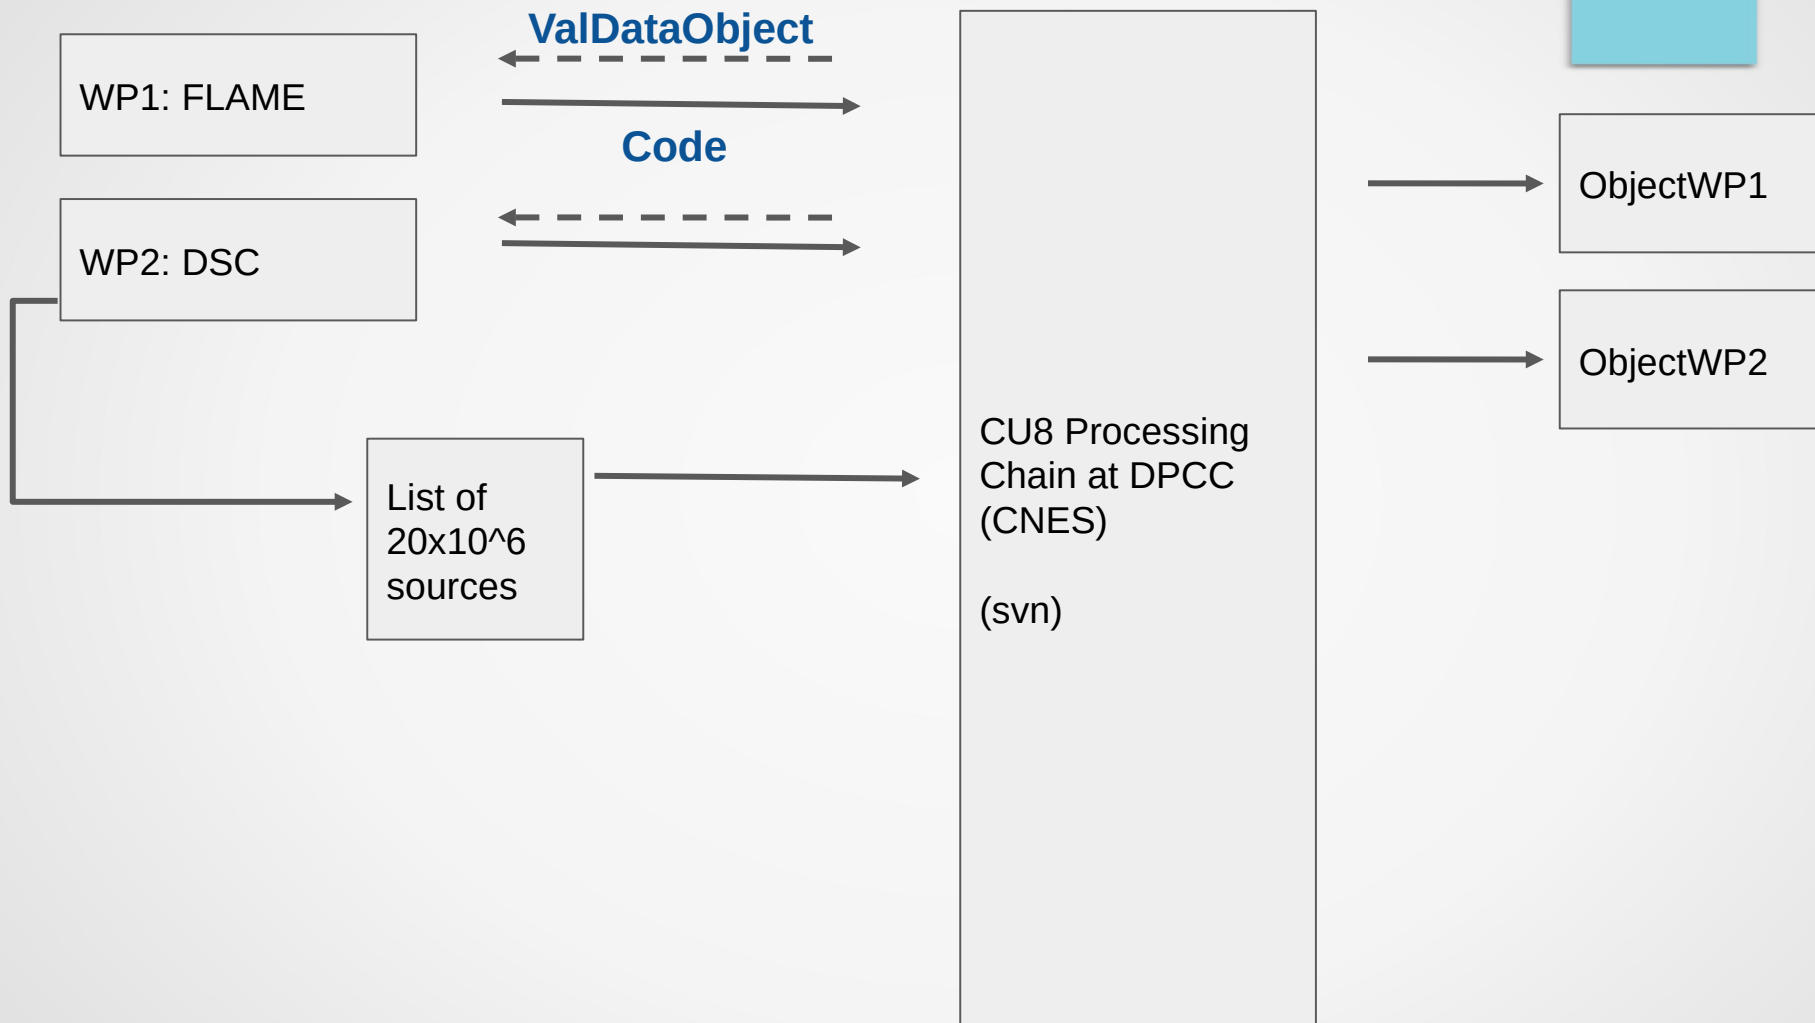 ValDataObject
WP1: FLAME
Code
WP2: DSC
List of
20x10^6
sources
CU8 Processing
Chain at DPCC
(CNES)
(svn)
ObjectWP1
ObjectWP2